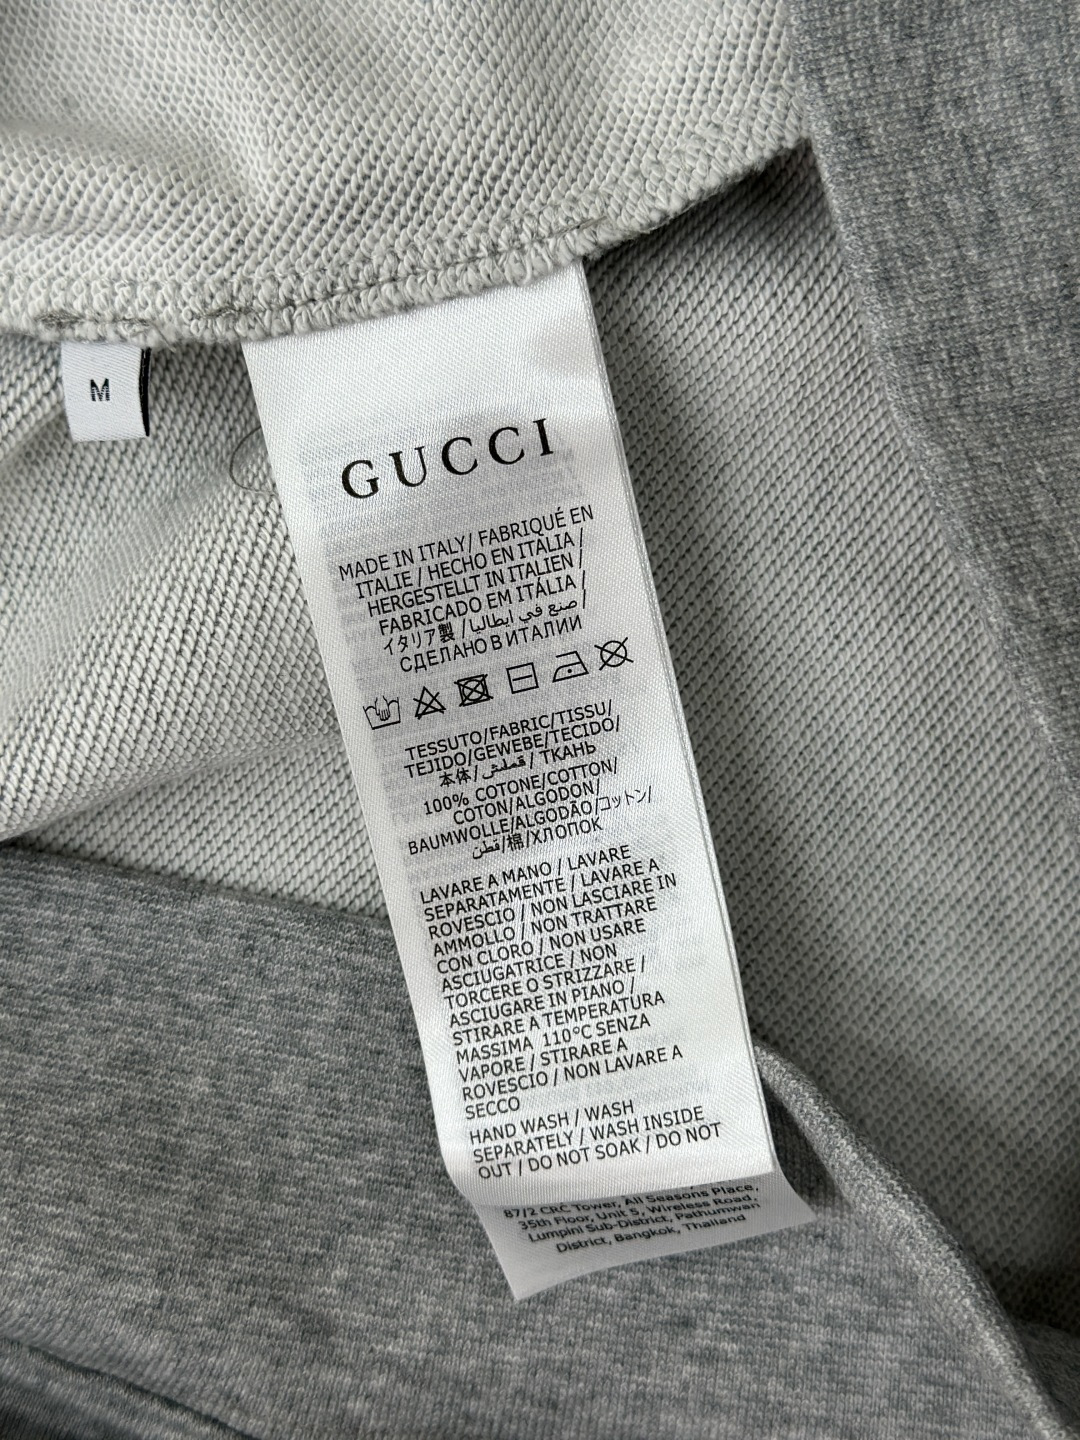 M
GUCCI
MADE IN ITALY/ FABRIQUÉ EN
ITALIE / HECHO EN ITALIA /
HERGESTELLT IN ITALIEN /
FABRICADO EM ITÁLIA /
イタリア製 / صنع في ايطاليا /
СДЕЛАНО В ИТАЛИИ
TESSUTO/FABRIC/TISSU/
TEJIDO/GEWEBE/TECIDO/
本体/ قملش / ТКАНЬ
100% COTONE/COTTON/
COTON/ALGODON/
BAUMWOLLE/ALGODÃO/コットン/
قطن/棉/ХЛОПОК
LAVARE A MANO / LAVARE
SEPARATAMENTE / LAVARE A
ROVESCIO / NON LASCIARE IN
AMMOLLO / NON TRATTARE
CON CLORO / NON USARE
ASCIUGATRICE / NON
TORCERE O STRIZZARE /
ASCIUGARE IN PIANO /
STIRARE A TEMPERATURA
MASSIMA 110°C SENZA
VAPORE / STIRARE A
ROVESCIO / NON LAVARE A
SECCO
HAND WASH / WASH
SEPARATELY / WASH INSIDE
OUT / DO NOT SOAK / DO NOT
87/2 CRC Tower, All Seasons Place,
35th Floor, Unit 5, Wireless Road,
Lumpini Sub-District, Pathumwan
District, Bangkok, Thailand